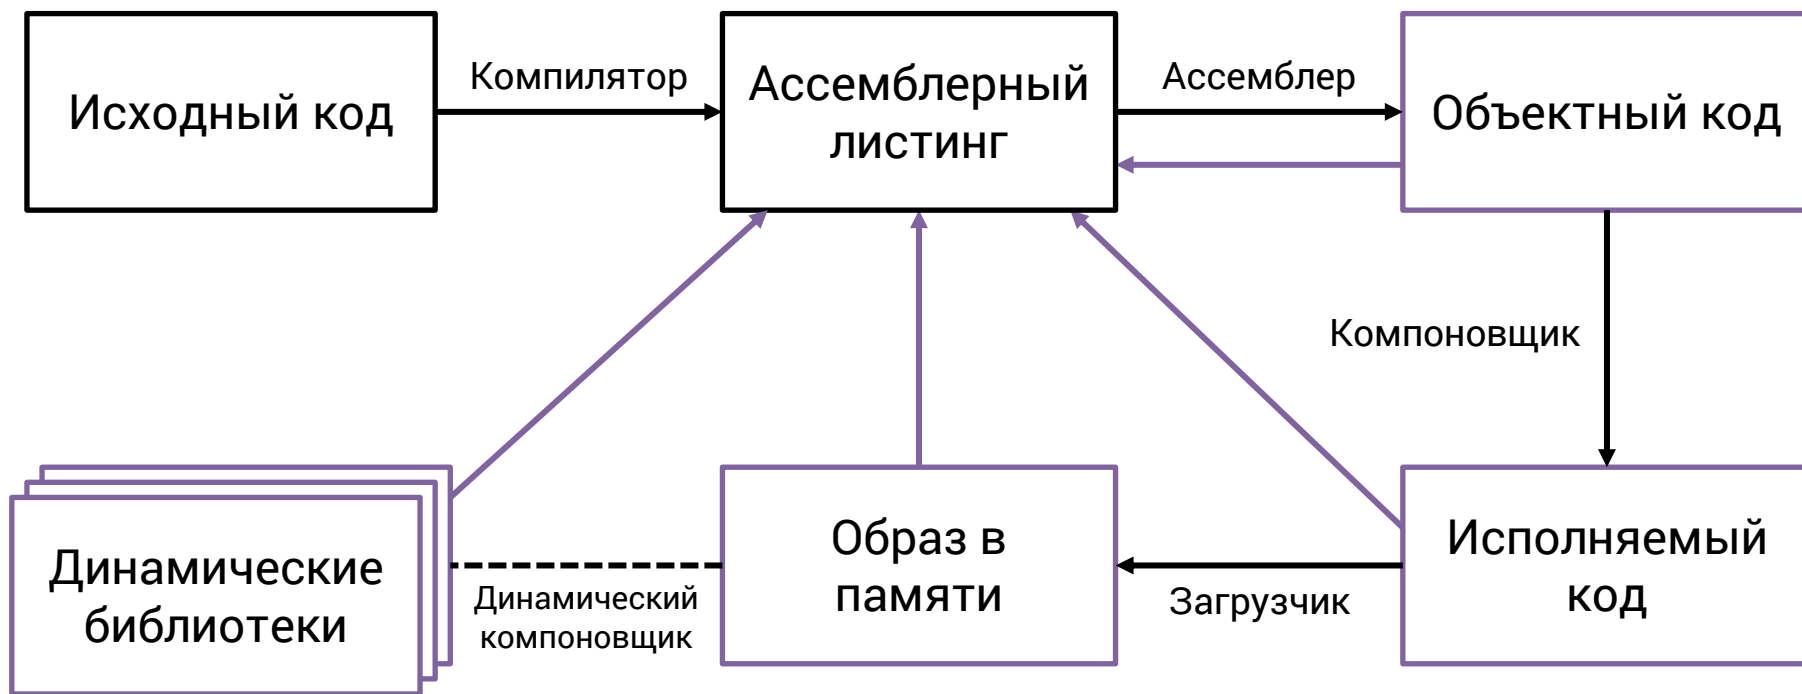 Исходный код
Компилятор
Ассемблерный
листинг
Ассемблер
Объектный код
Компоновщик
Динамические
библиотеки
Динамический
компоновщик
Образ в
памяти
Загрузчик
Исполняемый
код